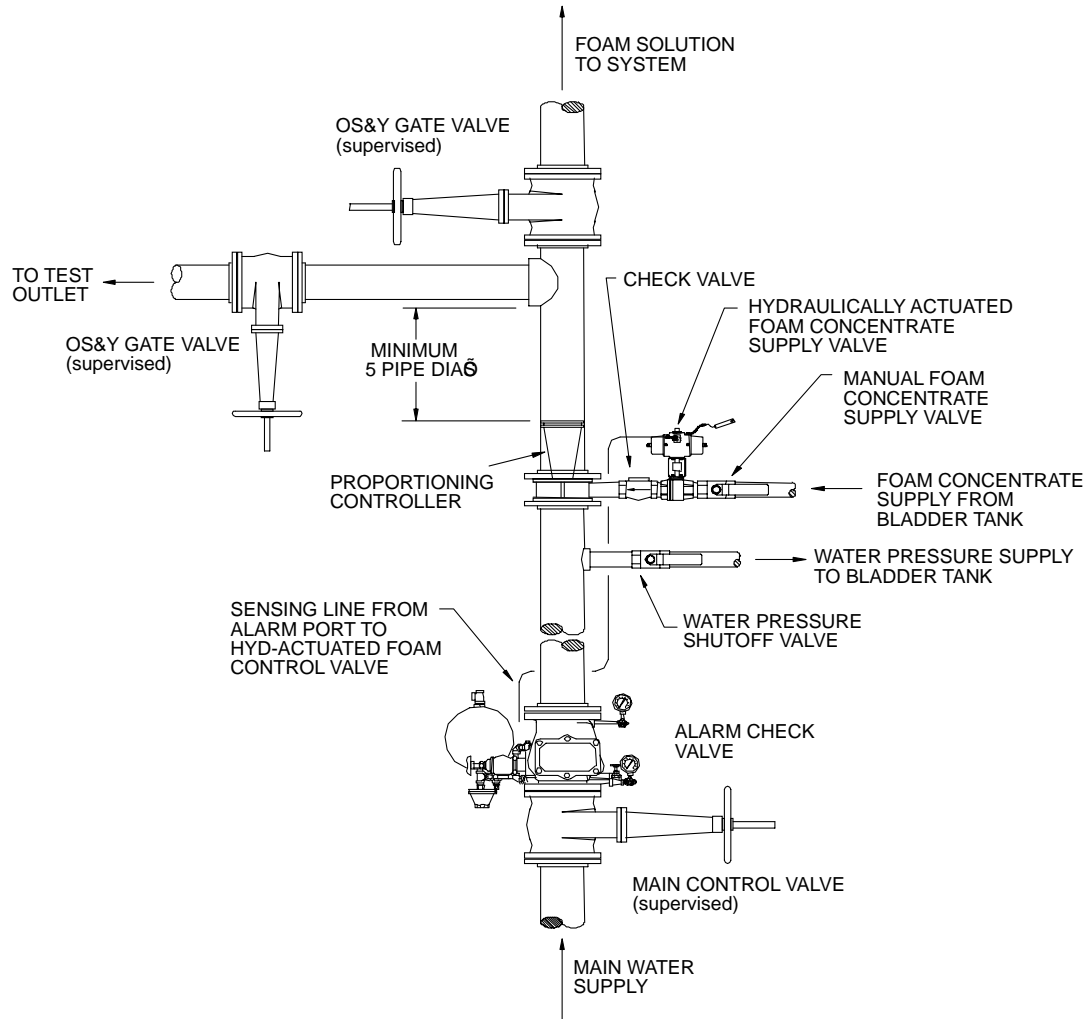 FOAM SOLUTION
TO SYSTEM
OS&Y GATE VALVE
(supervised)
TO TEST
OUTLET
CHECK VALVE
HYDRAULICALLY ACTUATED
FOAM CONCENTRATE
SUPPLY VALVE
OS&Y GATE VALVE
(supervised)
MINIMUM
5 PIPE DIAÕ
MANUAL FOAM
CONCENTRATE
SUPPLY VALVE
PROPORTIONING
CONTROLLER
FOAM CONCENTRATE
SUPPLY FROM
BLADDER TANK
WATER PRESSURE SUPPLY
TO BLADDER TANK
SENSING LINE FROM
ALARM PORT TO
HYD-ACTUATED FOAM
CONTROL VALVE
WATER PRESSURE
SHUTOFF VALVE
ALARM CHECK
VALVE
MAIN CONTROL VALVE
(supervised)
MAIN WATER
SUPPLY